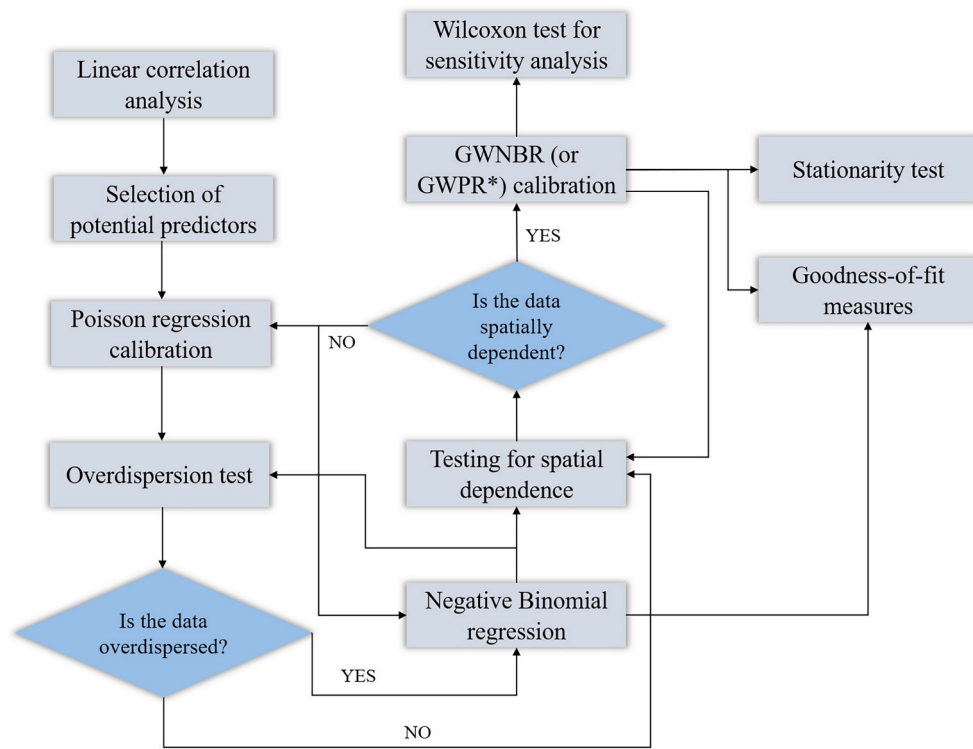 Linear correlation
analysis
Selection of
potential predictors
Poisson regression
calibration
Overdispersion test
Is the data
overdispersed?
YES
NO
Wilcoxon test for
sensitivity analysis
GWNBR (or
GWPR*) calibration
YES
Is the data
spatially
dependent?
NO
Testing for spatial
dependence
Negative Binomial
regression
Stationarity test
Goodness-of-fit
measures